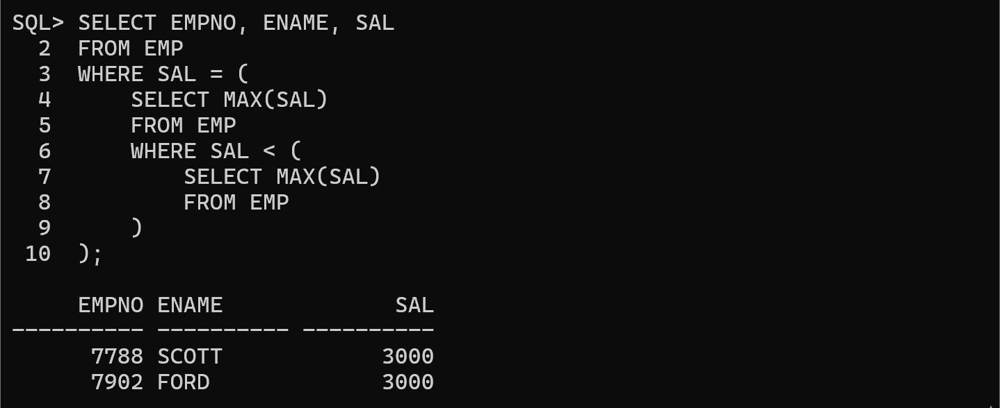 SQL> SELECT EMPNO, ENAME, SAL
  2  FROM EMP
  3  WHERE SAL = (
  4      SELECT MAX(SAL)
  5      FROM EMP
  6      WHERE SAL < (
  7          SELECT MAX(SAL)
  8          FROM EMP
  9      )
 10  );

     EMPNO ENAME             SAL
---------- ---------- ----------
      7788 SCOTT            3000
      7902 FORD             3000